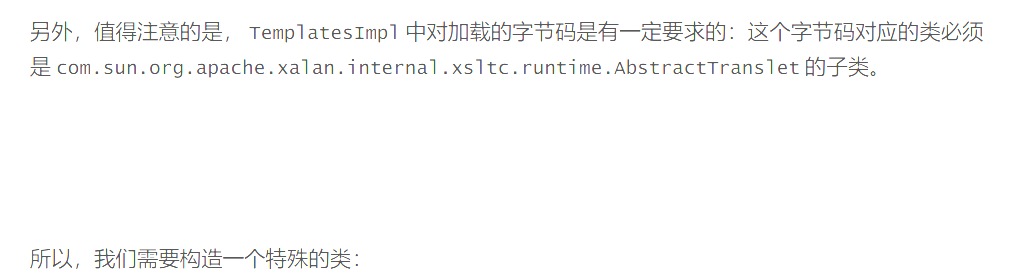 另外，值得注意的是， TemplatesImpl 中对加载的字节码是有一定要求的：这个字节码对应的类必须
是 com.sun.org.apache.xalan.internal.xsltc.runtime.AbstractTranslet 的子类。
所以，我们需要构造一个特殊的类：